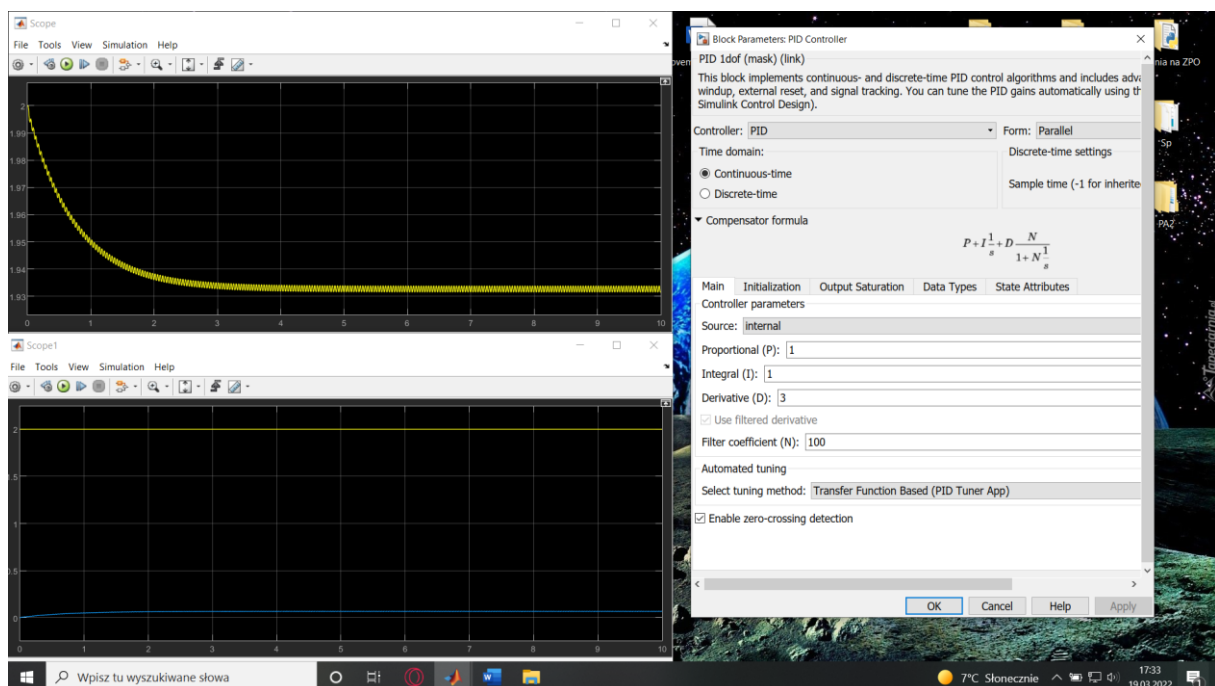 Scope
File Tools View Simulation Help
2
1.99
1.98
1.97
1.96
1.95
1.94
1.93
0 1 2 3 4 5 6 7 8 9 10
Scope1
File Tools View Simulation Help
2
1
0
0 1 2 3 4 5 6 7 8 9 10
Block Parameters: PID Controller
PID 1dof (mask) (link)
This block implements continuous- and discrete-time PID control algorithms and includes adva
windup, external reset, and signal tracking. You can tune the PID gains automatically using th
Simulink Control Design).
Controller: PID Form: Parallel
Time domain: Discrete-time settings
Continuous-time
Sample time (-1 for inherite
Discrete-time
Compensator formula
P + I 1/s + D N/(1 + N 1/s)
Main Initialization Output Saturation Data Types State Attributes
Controller parameters
Source: internal
Proportional (P): 1
Integral (I): 1
Derivative (D): 3
Use filtered derivative
Filter coefficient (N): 100
Automated tuning
Select tuning method: Transfer Function Based (PID Tuner App)
Enable zero-crossing detection
OK Cancel Help Apply
nia na ZPO
Sp
PAZ
Tapeciarnia.pl
Wpisz tu wyszukiwane słowa
7°C Słonecznie
17:33
19.03.2022